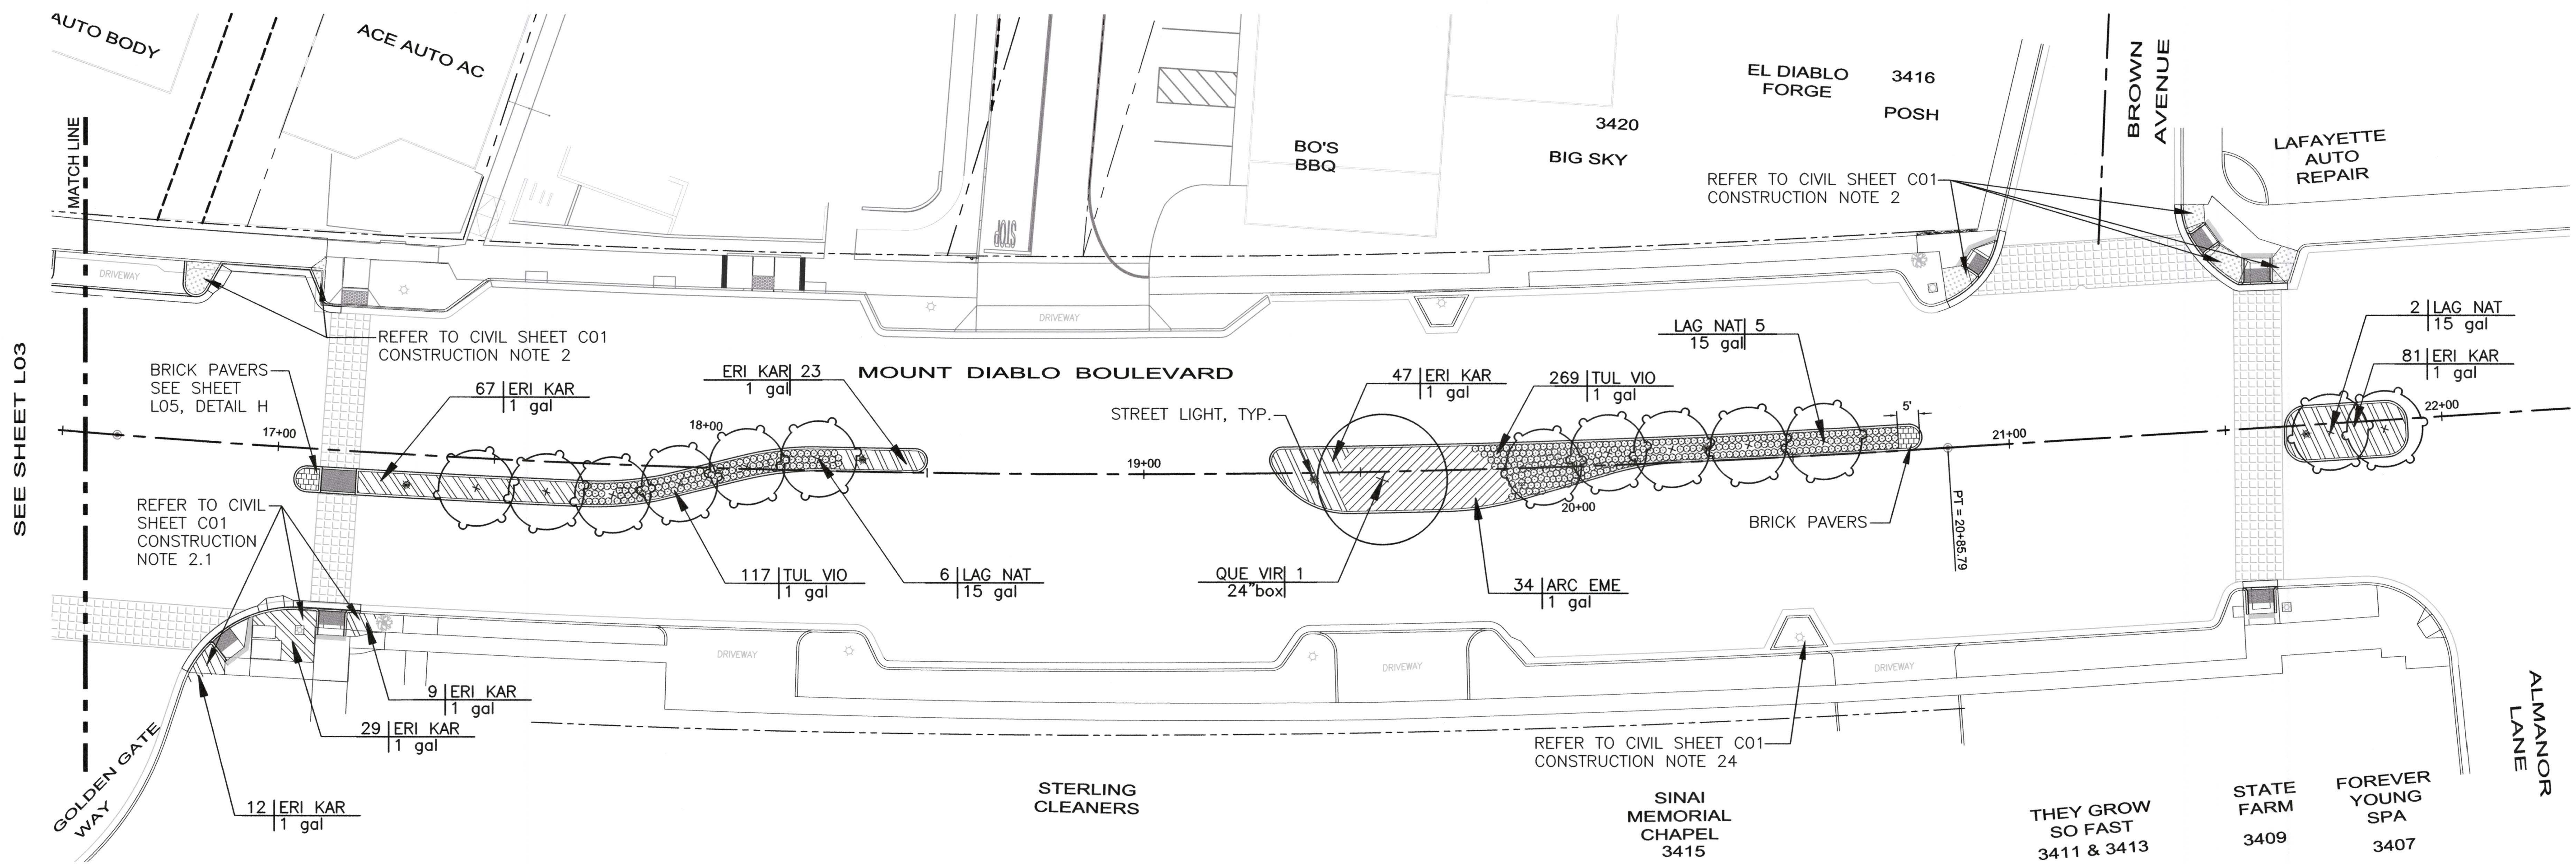 AUTO BODY
ACE AUTO AC
MATCH LINE
SEE SHEET L03
STOP
BO'S
BBQ
3420
BIG SKY
EL DIABLO
FORGE
3416
POSH
BROWN
AVENUE
LAFAYETTE
AUTO
REPAIR
REFER TO CIVIL SHEET C01
CONSTRUCTION NOTE 2
DRIVEWAY
DRIVEWAY
REFER TO CIVIL SHEET C01
CONSTRUCTION NOTE 2
BRICK PAVERS
SEE SHEET
L05, DETAIL H
67 ERI KAR
1 gal
ERI KAR 23
1 gal
MOUNT DIABLO BOULEVARD
STREET LIGHT, TYP.
47 ERI KAR
1 gal
269 TUL VIO
1 gal
LAG NAT 5
15 gal
5'
2 LAG NAT
15 gal
81 ERI KAR
1 gal
17+00
18+00
19+00
20+00
21+00
22+00
PT = 20+85.79
BRICK PAVERS
REFER TO CIVIL
SHEET C01
CONSTRUCTION
NOTE 2.1
117 TUL VIO
1 gal
6 LAG NAT
15 gal
QUE VIR 1
24"box
34 ARC EME
1 gal
DRIVEWAY
DRIVEWAY
DRIVEWAY
9 ERI KAR
1 gal
29 ERI KAR
1 gal
12 ERI KAR
1 gal
GOLDEN GATE
WAY
REFER TO CIVIL SHEET C01
CONSTRUCTION NOTE 24
STERLING
CLEANERS
SINAI
MEMORIAL
CHAPEL
3415
THEY GROW
SO FAST
3411 & 3413
STATE
FARM
3409
FOREVER
YOUNG
SPA
3407
ALMANOR
LANE